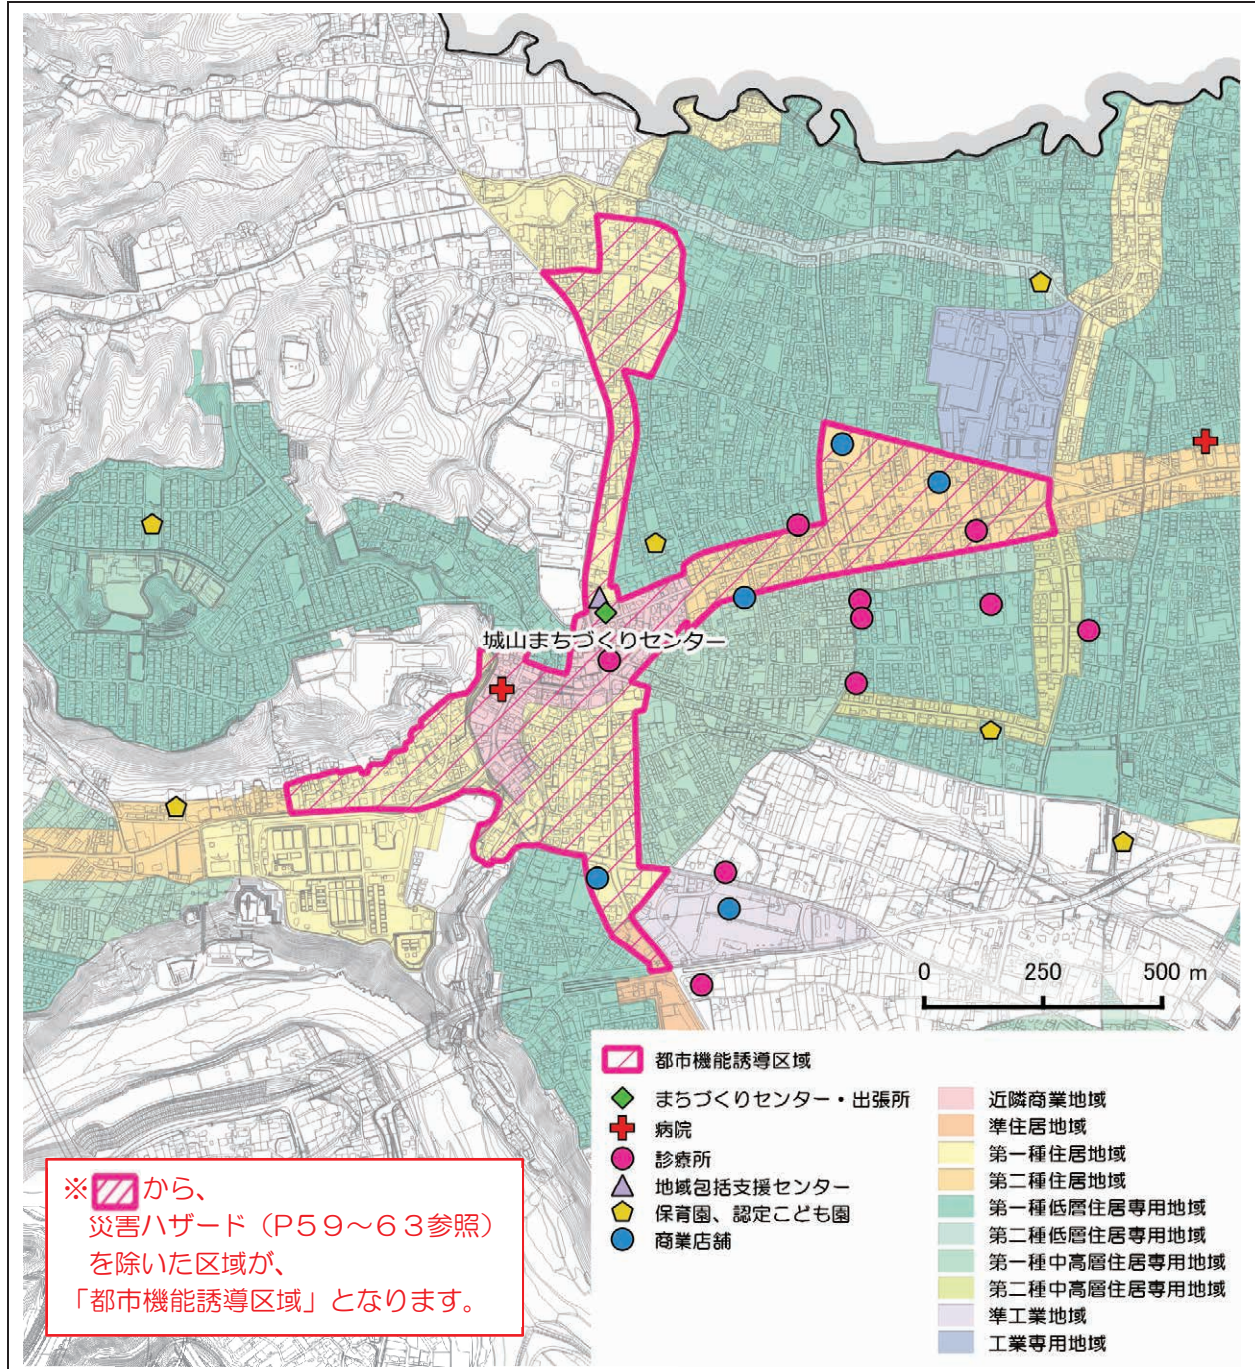 城山まちづくりセンター
0 250 500 m
都市機能誘導区域
まちづくりセンター・出張所
病院
診療所
地域包括支援センター
保育園、認定こども園
商業店舗
近隣商業地域
準住居地域
第一種住居地域
第二種住居地域
第一種低層住居専用地域
第二種低層住居専用地域
第一種中高層住居専用地域
第二種中高層住居専用地域
準工業地域
工業専用地域
※から、
災害ハザード（P59～63参照）
を除いた区域が、
「都市機能誘導区域」となります。